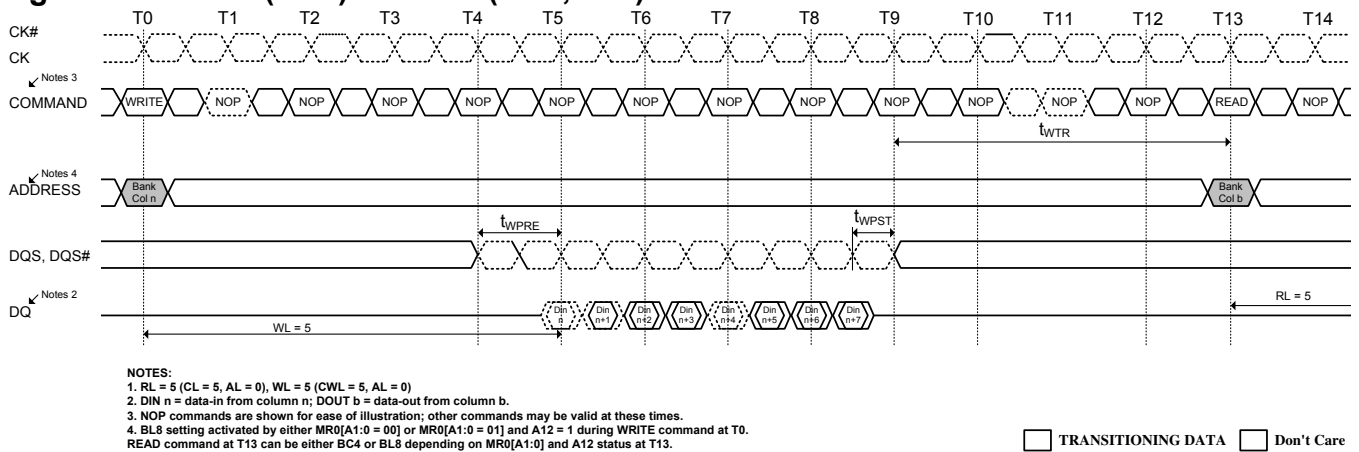 T0 T1 T2 T3 T4 T5 T6 T7 T8 T9 T10 T11 T12 T13 T14
CK#
CK
Notes 3
COMMAND WRITE NOP NOP NOP NOP NOP NOP NOP NOP NOP NOP NOP NOP READ NOP
tWTR
Notes 4
ADDRESS
Bank
Col n
Bank
Col b
tWPRE
tWPST
DQS, DQS#
Notes 2
DQ
Din
n
Din
n+1
Din
n+2
Din
n+3
Din
n+4
Din
n+5
Din
n+6
Din
n+7
RL = 5
WL = 5
NOTES:
1. RL = 5 (CL = 5, AL = 0), WL = 5 (CWL = 5, AL = 0)
2. DIN n = data-in from column n; DOUT b = data-out from column b.
3. NOP commands are shown for ease of illustration; other commands may be valid at these times.
4. BL8 setting activated by either MR0[A1:0 = 00] or MR0[A1:0 = 01] and A12 = 1 during WRITE command at T0.
READ command at T13 can be either BC4 or BL8 depending on MR0[A1:0] and A12 status at T13.
TRANSITIONING DATA Don't Care